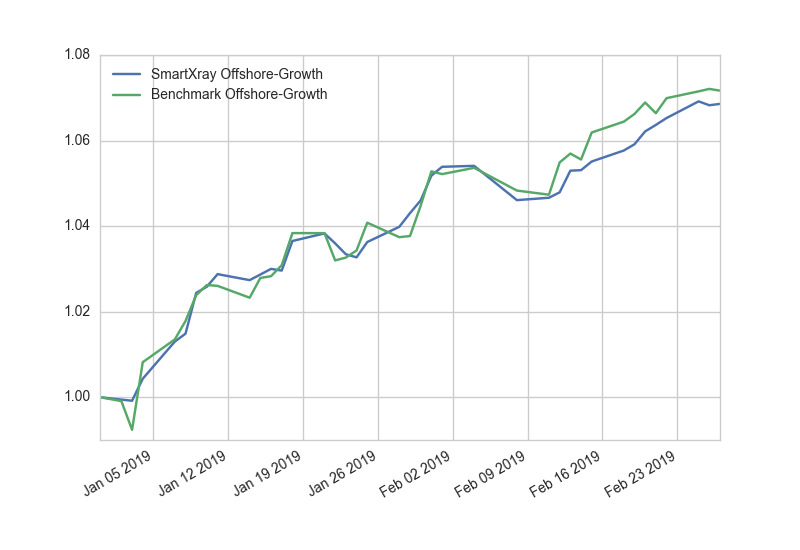 1.08
SmartXray Offshore-Growth
Benchmark Offshore-Growth
1.06
1.04
1.02
1.00
Jan 05 2019
Jan 12 2019
Jan 19 2019
Jan 26 2019
Feb 02 2019
Feb 09 2019
Feb 16 2019
Feb 23 2019